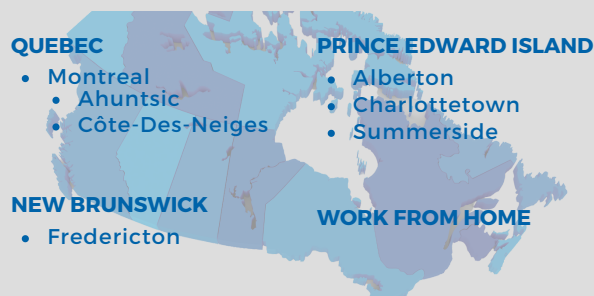 QUEBEC
Montreal
Ahuntsic
Côte-Des-Neiges
NEW BRUNSWICK
Fredericton
PRINCE EDWARD ISLAND
Alberton
Charlottetown
Summerside
WORK FROM HOME